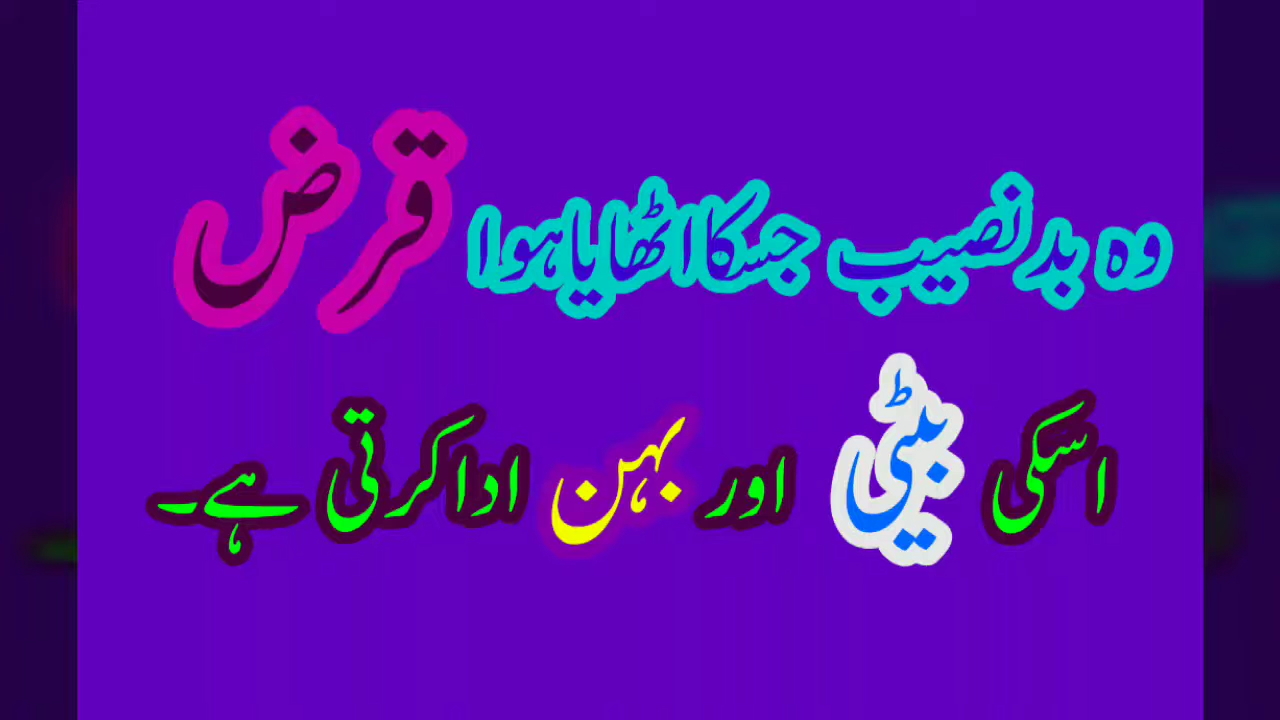 وہ بدنصیب جسکا اٹھایا ہوا قرض
اسکی بیٹی اور بہن ادا کرتی ہے۔